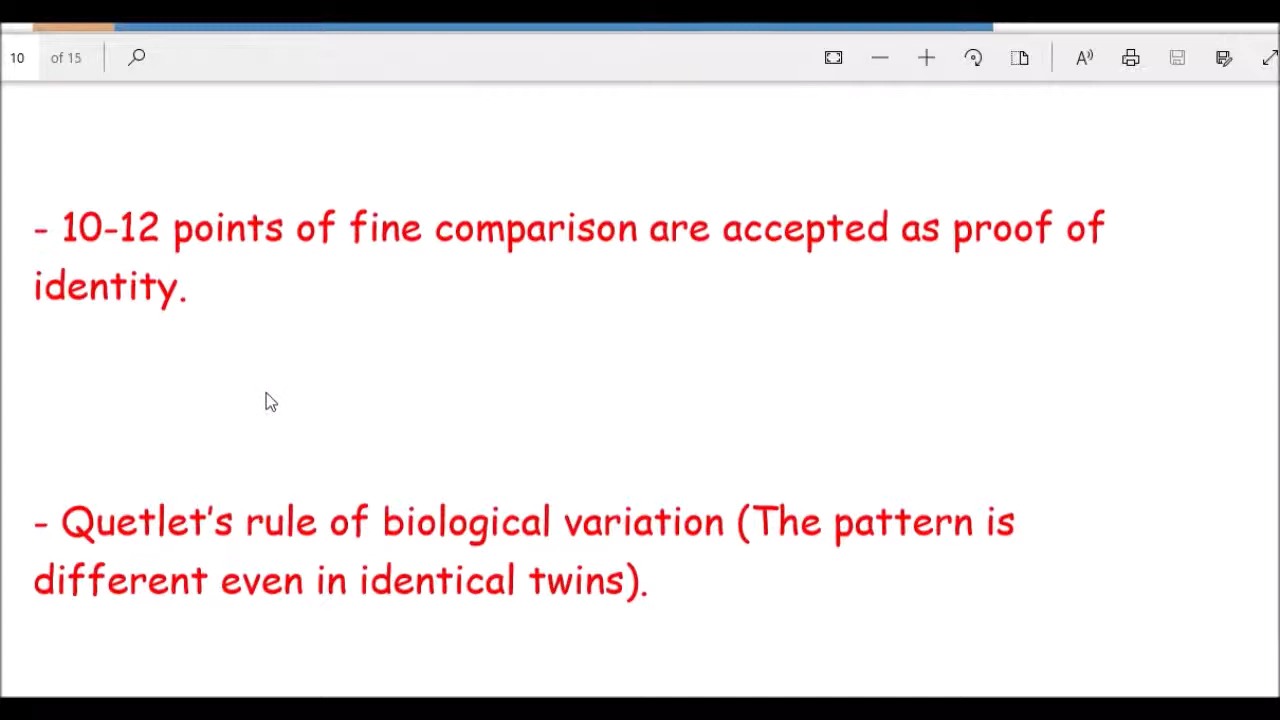 10 of 15
- 10-12 points of fine comparison are accepted as proof of
identity.
- Quetlet's rule of biological variation (The pattern is
different even in identical twins).